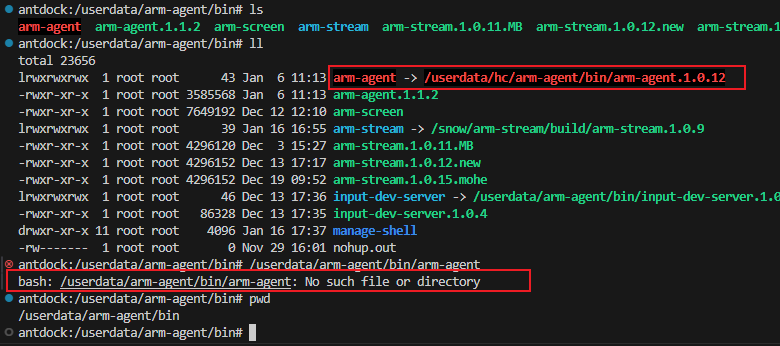 antdock:/userdata/arm-agent/bin# ls
arm-agent arm-agent.1.1.2 arm-screen arm-stream arm-stream.1.0.11.MB arm-stream.1.0.12.new arm-stream.1
antdock:/userdata/arm-agent/bin# ll
total 23656
lrwxrwxrwx 1 root root 43 Jan 6 11:13 arm-agent -> /userdata/hc/arm-agent/bin/arm-agent.1.0.12
-rwxr-xr-x 1 root root 3585568 Jan 6 11:13 arm-agent.1.1.2
-rwxr-xr-x 1 root root 7649192 Dec 12 12:10 arm-screen
lrwxrwxrwx 1 root root 39 Jan 16 16:55 arm-stream -> /snow/arm-stream/build/arm-stream.1.0.9
-rwxr-xr-x 1 root root 4296120 Dec 3 15:27 arm-stream.1.0.11.MB
-rwxr-xr-x 1 root root 4296152 Dec 13 17:17 arm-stream.1.0.12.new
-rwxr-xr-x 1 root root 4296152 Dec 19 09:52 arm-stream.1.0.15.mohe
lrwxrwxrwx 1 root root 46 Dec 13 17:36 input-dev-server -> /userdata/arm-agent/bin/input-dev-server.1.0
-rwxr-xr-x 1 root root 86328 Dec 13 17:35 input-dev-server.1.0.4
drwxr-xr-x 11 root root 4096 Jan 16 17:37 manage-shell
-rw------- 1 root root 0 Nov 29 16:01 nohup.out
antdock:/userdata/arm-agent/bin# /userdata/arm-agent/bin/arm-agent
bash: /userdata/arm-agent/bin/arm-agent: No such file or directory
antdock:/userdata/arm-agent/bin# pwd
/userdata/arm-agent/bin
antdock:/userdata/arm-agent/bin#